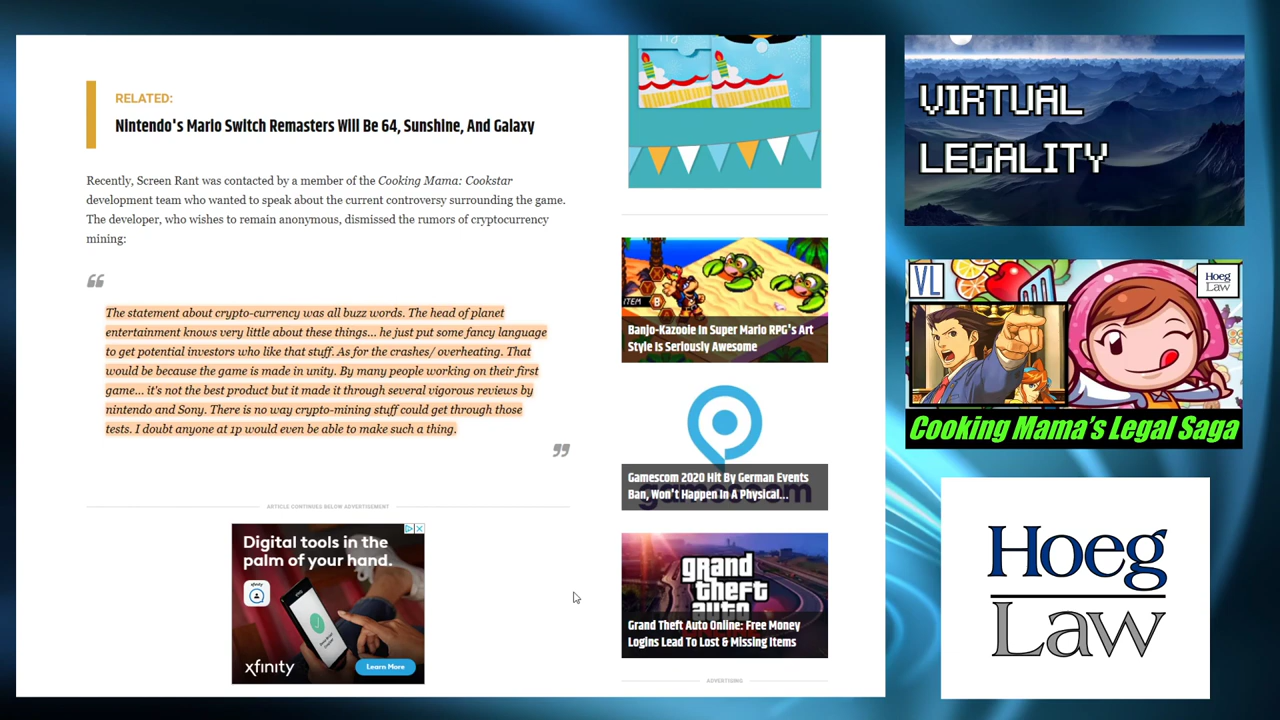 RELATED:
Nintendo's Mario Switch Remasters Will Be 64, Sunshine, And Galaxy
Recently, Screen Rant was contacted by a member of the Cooking Mama: Cookstar
development team who wanted to speak about the current controversy surrounding the game.
The developer, who wishes to remain anonymous, dismissed the rumors of cryptocurrency
mining:
“
The statement about crypto-currency was all buzz words. The head of planet
entertainment knows very little about these things... he just put some fancy language
to get potential investors who like that stuff. As for the crashes/ overheating. That
would be because the game is made in unity. By many people working on their first
game... it's not the best product but it made it through several vigorous reviews by
nintendo and Sony. There is no way crypto-mining stuff could get through those
tests. I doubt anyone at 1p would even be able to make such a thing.
”
ARTICLE CONTINUES BELOW ADVERTISEMENT
Digital tools in the
palm of your hand.
xfinity
Learn More
ITEM
Banjo-Kazooie In Super Mario RPG's Art
Style Is Seriously Awesome
gamescom
Gamescom 2020 Hit By German Events
Ban, Won't Happen In A Physical...
grand
theft
auto
Grand Theft Auto Online: Free Money
Logins Lead To Lost & Missing Items
ADVERTISING
VIRTUAL
LEGALITY
VL
Hoeg
Law
Cooking Mama's Legal Saga
Hoeg
Law